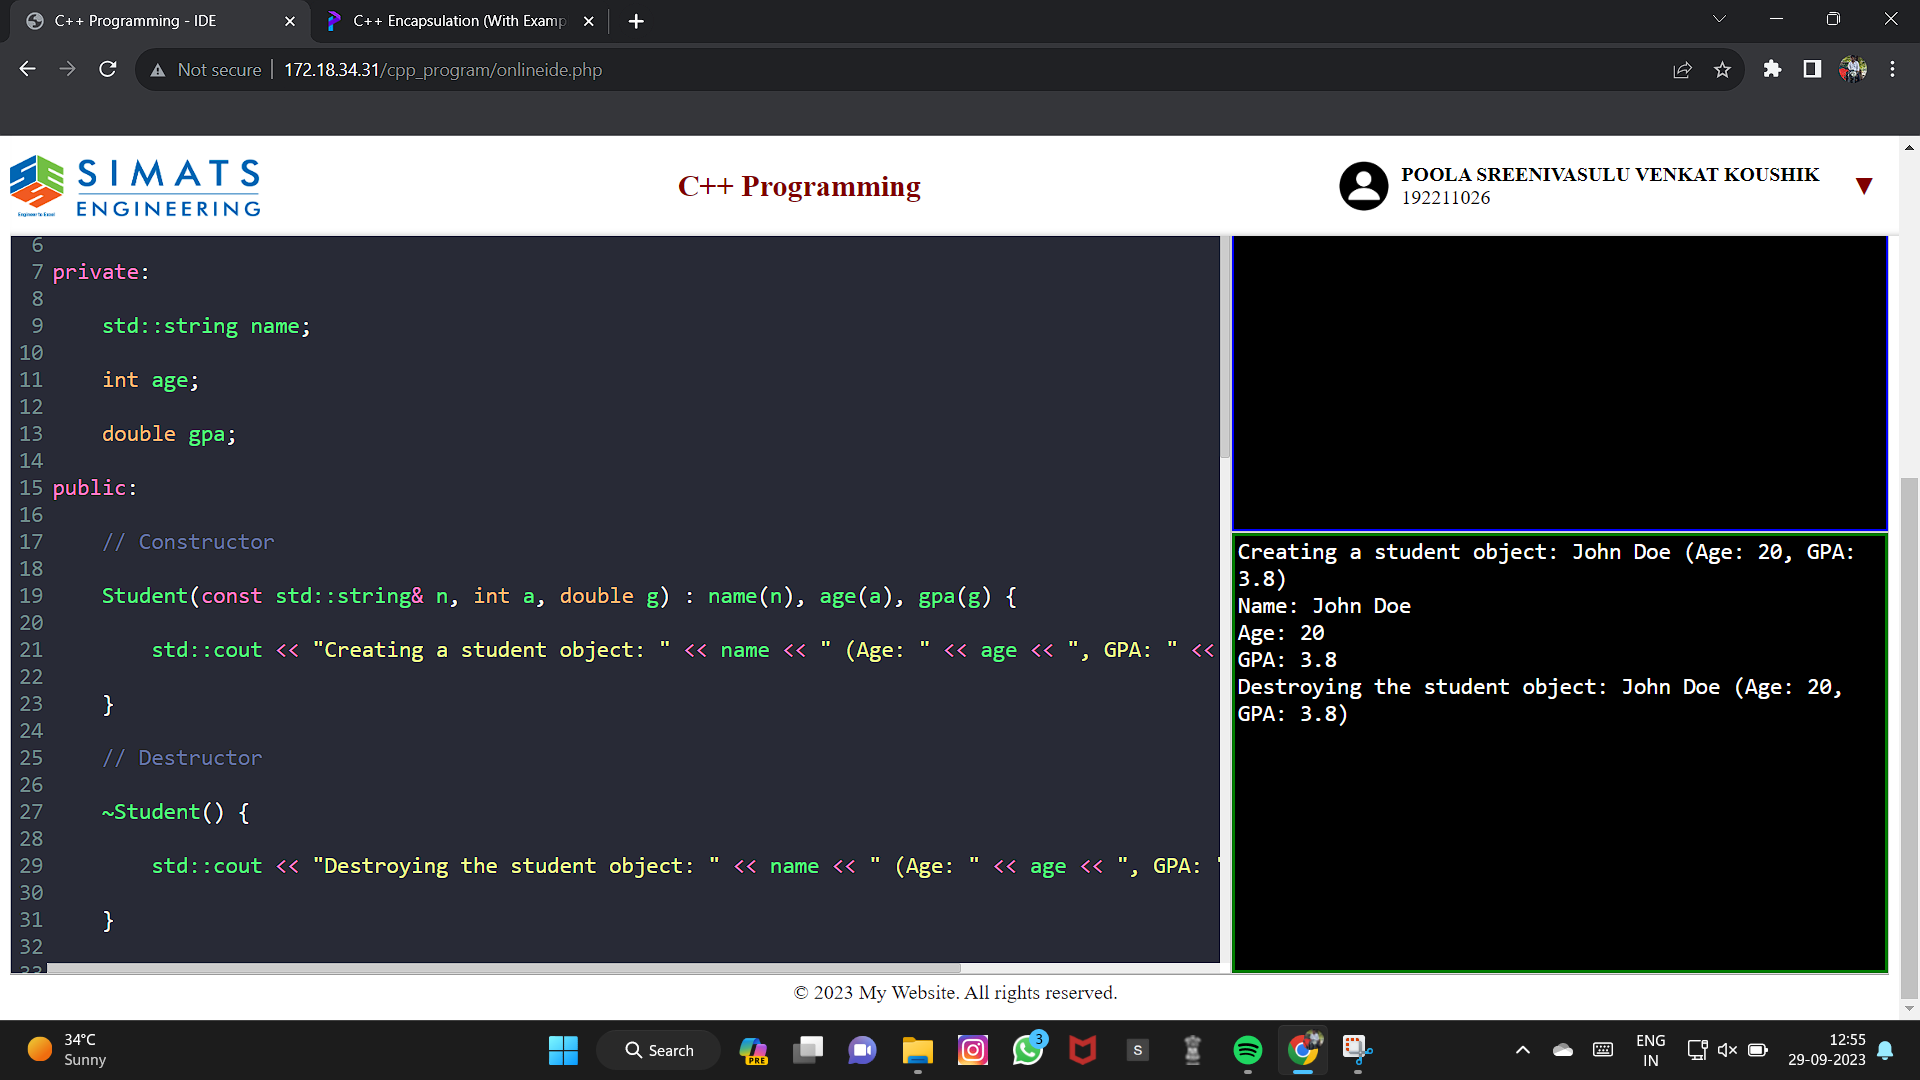 C++ Programming - IDE
C++ Encapsulation (With Examp
Not secure
172.18.34.31/cpp_program/onlineide.php
SIMATS
ENGINEERING
Engineer to Excel
C++ Programming
POOLA SREENIVASULU VENKAT KOUSHIK
192211026
6
7 private:
8
9 std::string name;
10
11 int age;
12
13 double gpa;
14
15 public:
16
17 // Constructor
18
19 Student(const std::string& n, int a, double g) : name(n), age(a), gpa(g) {
20
21 std::cout << "Creating a student object: " << name << " (Age: " << age << ", GPA: " <<
22
23 }
24
25 // Destructor
26
27 ~Student() {
28
29 std::cout << "Destroying the student object: " << name << " (Age: " << age << ", GPA: "
30
31 }
32
33
Creating a student object: John Doe (Age: 20, GPA:
3.8)
Name: John Doe
Age: 20
GPA: 3.8
Destroying the student object: John Doe (Age: 20,
GPA: 3.8)
© 2023 My Website. All rights reserved.
34°C
Sunny
Search
PRE
3
S
ENG
IN
12:55
29-09-2023